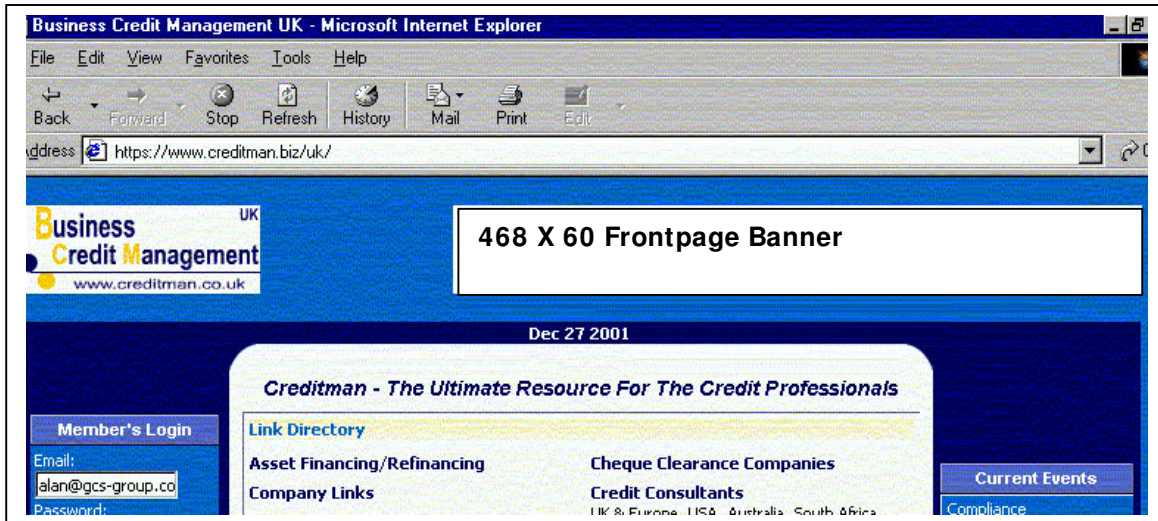 Business Credit Management UK - Microsoft Internet Explorer
File Edit View Favorites Tools Help
Back Forward Stop Refresh History Mail Print Edit
Address https://www.creditman.biz/uk/
Business UK
Credit Management
www.creditman.co.uk
468 X 60 Frontpage Banner
Dec 27 2001
Creditman - The Ultimate Resource For The Credit Professionals
Member's Login
Link Directory
Email:
alan@gcs-group.co
Password:
Asset Financing/Refinancing
Cheque Clearance Companies
Company Links
Credit Consultants
UK & Europe, USA, Australia, South Africa
Current Events
Compliance